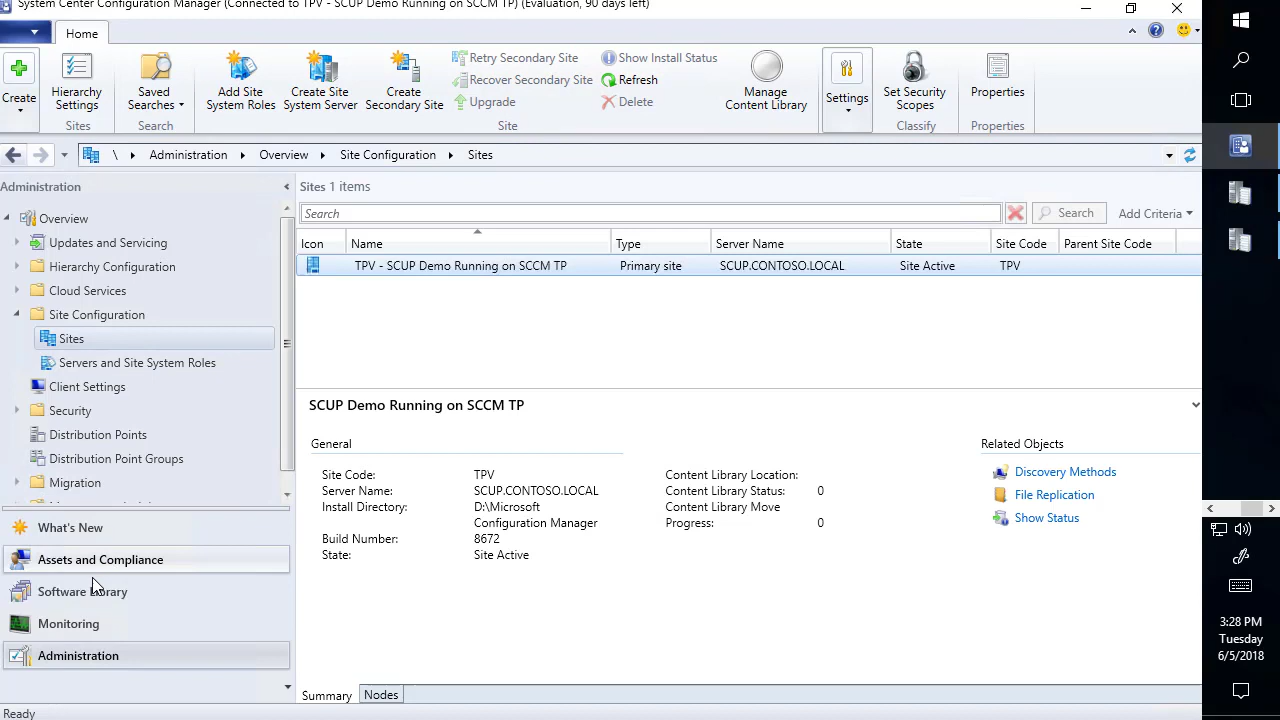 System Center Configuration Manager (Connected to TPV - SCUP Demo Running on SCCM TP) (Evaluation, 90 days left)
Home
Create
Hierarchy Settings
Saved Searches
Add Site System Roles
Create Site System Server
Create Secondary Site
Retry Secondary Site
Recover Secondary Site
Upgrade
Show Install Status
Refresh
Delete
Manage Content Library
Settings
Set Security Scopes
Properties
Sites
Search
Site
Classify
Properties
\ Administration Overview Site Configuration Sites
Administration
Overview
Updates and Servicing
Hierarchy Configuration
Cloud Services
Site Configuration
Sites
Servers and Site System Roles
Client Settings
Security
Distribution Points
Distribution Point Groups
Migration
What's New
Assets and Compliance
Software Library
Monitoring
Administration
Sites 1 items
Search
Search
Add Criteria
Icon Name Type Server Name State Site Code Parent Site Code
TPV - SCUP Demo Running on SCCM TP Primary site SCUP.CONTOSO.LOCAL Site Active TPV
SCUP Demo Running on SCCM TP
General
Site Code: TPV
Server Name: SCUP.CONTOSO.LOCAL
Install Directory: D:\Microsoft
Configuration Manager
Build Number: 8672
State: Site Active
Content Library Location:
Content Library Status: 0
Content Library Move
Progress: 0
Related Objects
Discovery Methods
File Replication
Show Status
Summary Nodes
Ready
3:28 PM
Tuesday
6/5/2018